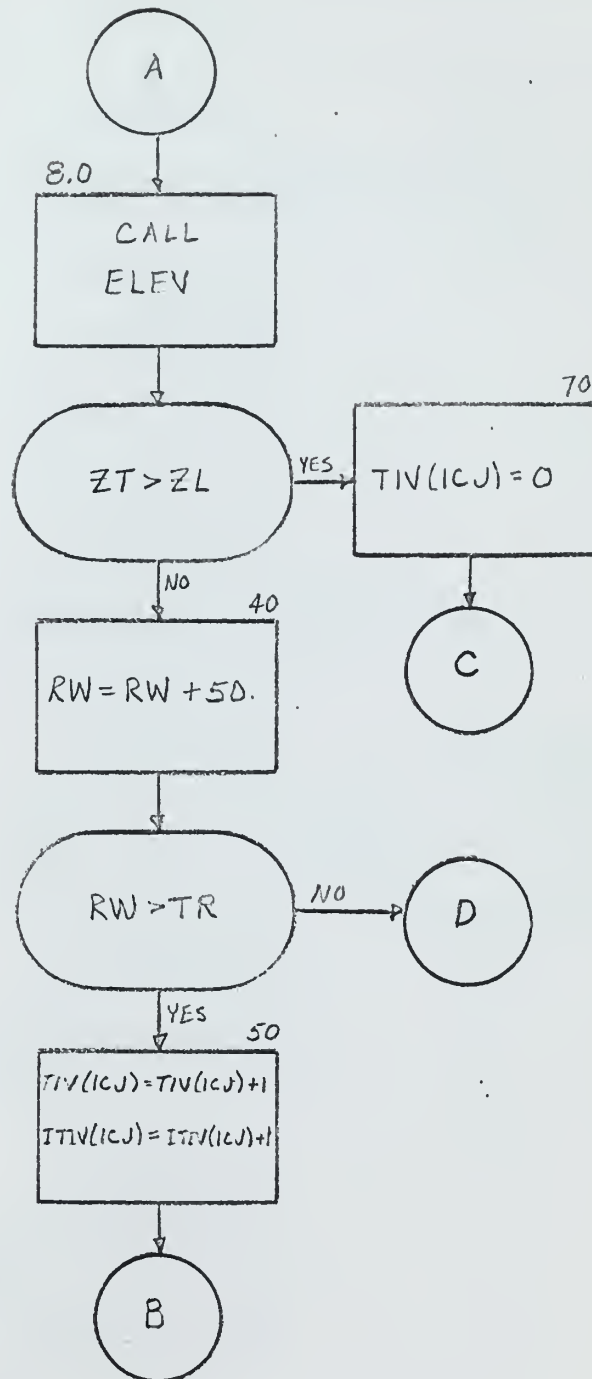 A
8.0
CALL
ELEV
ZT > ZL
YES
70
TIV(ICJ) = 0
C
NO
40
RW = RW + 50.
RW > TR
NO
D
YES
50
TIV(ICJ) = TIV(ICJ)+1
ITIV(ICJ) = ITIV(ICJ)+1
B